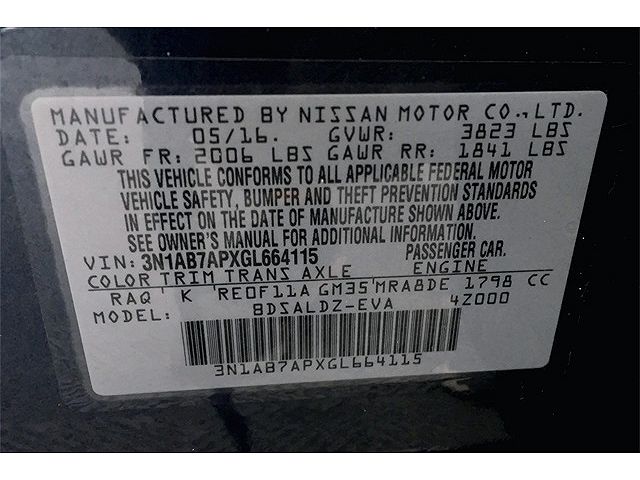 MANUFACTURED BY NISSAN MOTOR CO.,LTD.
DATE: 05/16. GVWR: 3823 LBS
GAWR FR: 2006 LBS GAWR RR: 1841 LBS
THIS VEHICLE CONFORMS TO ALL APPLICABLE FEDERAL MOTOR
VEHICLE SAFETY, BUMPER AND THEFT PREVENTION STANDARDS
IN EFFECT ON THE DATE OF MANUFACTURE SHOWN ABOVE.
SEE OWNER'S MANUAL FOR ADDITIONAL INFORMATION.
VIN: 3N1AB7APXGL664115 PASSENGER CAR.
COLOR TRIM TRANS AXLE ENGINE
RAQ K RE0F11A GM35 MRA8DE 1798 CC
MODEL: BDSALDZ-EVA 4Z000
3N1AB7APXGL664115